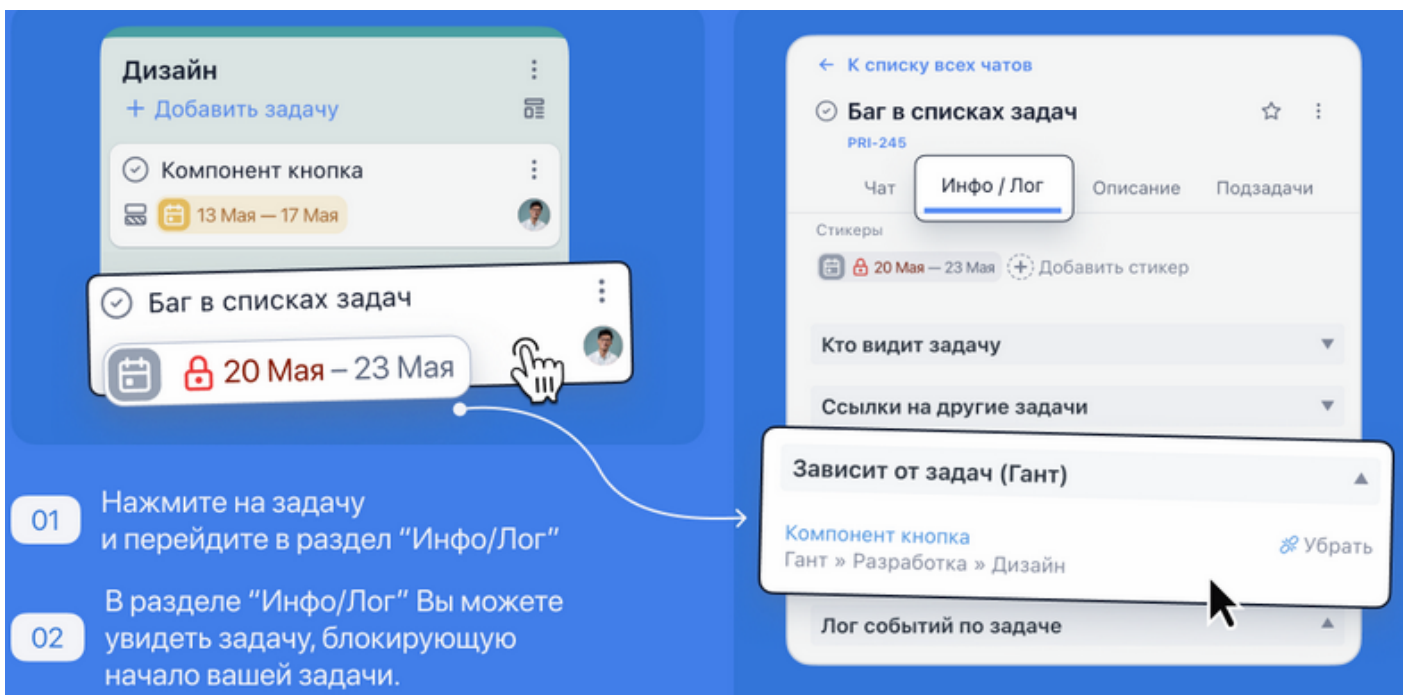 Дизайн
+ Добавить задачу
Компонент кнопка
13 Мая — 17 Мая
Баг в списках задач
20 Мая – 23 Мая
01
Нажмите на задачу
и перейдите в раздел “Инфо/Лог”
02
В разделе “Инфо/Лог“ Вы можете
увидеть задачу, блокирующую
начало вашей задачи.
← К списку всех чатов
Баг в списках задач
PRI-245
Чат Инфо / Лог Описание Подзадачи
Стикеры
20 Мая — 23 Мая Добавить стикер
Кто видит задачу
Ссылки на другие задачи
Зависит от задач (Гант)
Компонент кнопка
Убрать
Гант » Разработка » Дизайн
Лог событий по задаче